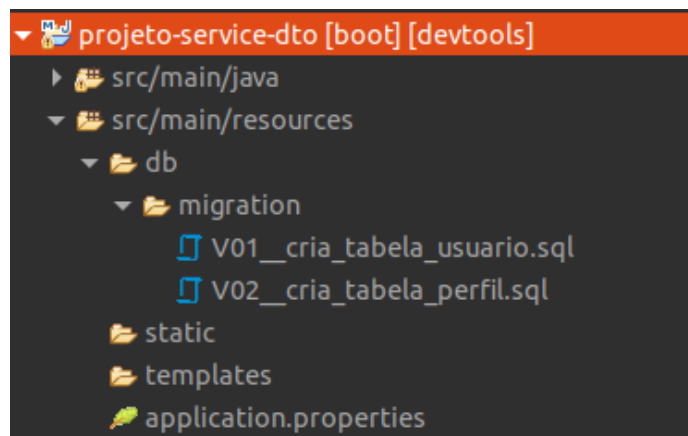 projeto-service-dto [boot] [devtools]
src/main/java
src/main/resources
db
migration
V01__cria_tabela_usuario.sql
V02__cria_tabela_perfil.sql
static
templates
application.properties